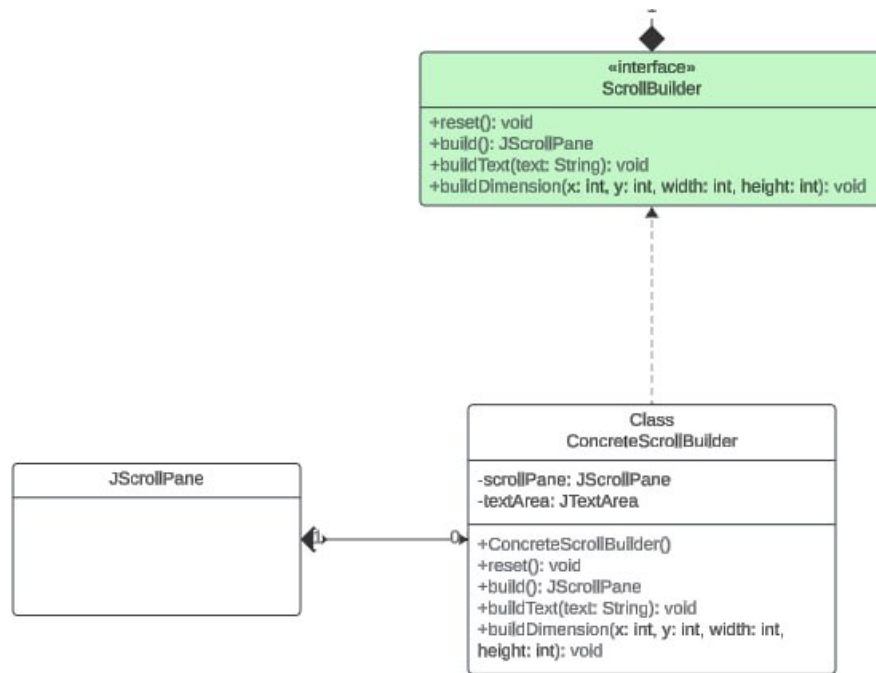 «interface»
ScrollBuilder
+reset(): void
+build(): JScrollPane
+buildText(text: String): void
+buildDimension(x: int, y: int, width: int, height: int): void
Class
ConcreteScrollBuilder
-scrollPane: JScrollPane
-textArea: JTextArea
+ConcreteScrollBuilder()
+reset(): void
+build(): JScrollPane
+buildText(text: String): void
+buildDimension(x: int, y: int, width: int,
height: int): void
JScrollPane
1
0